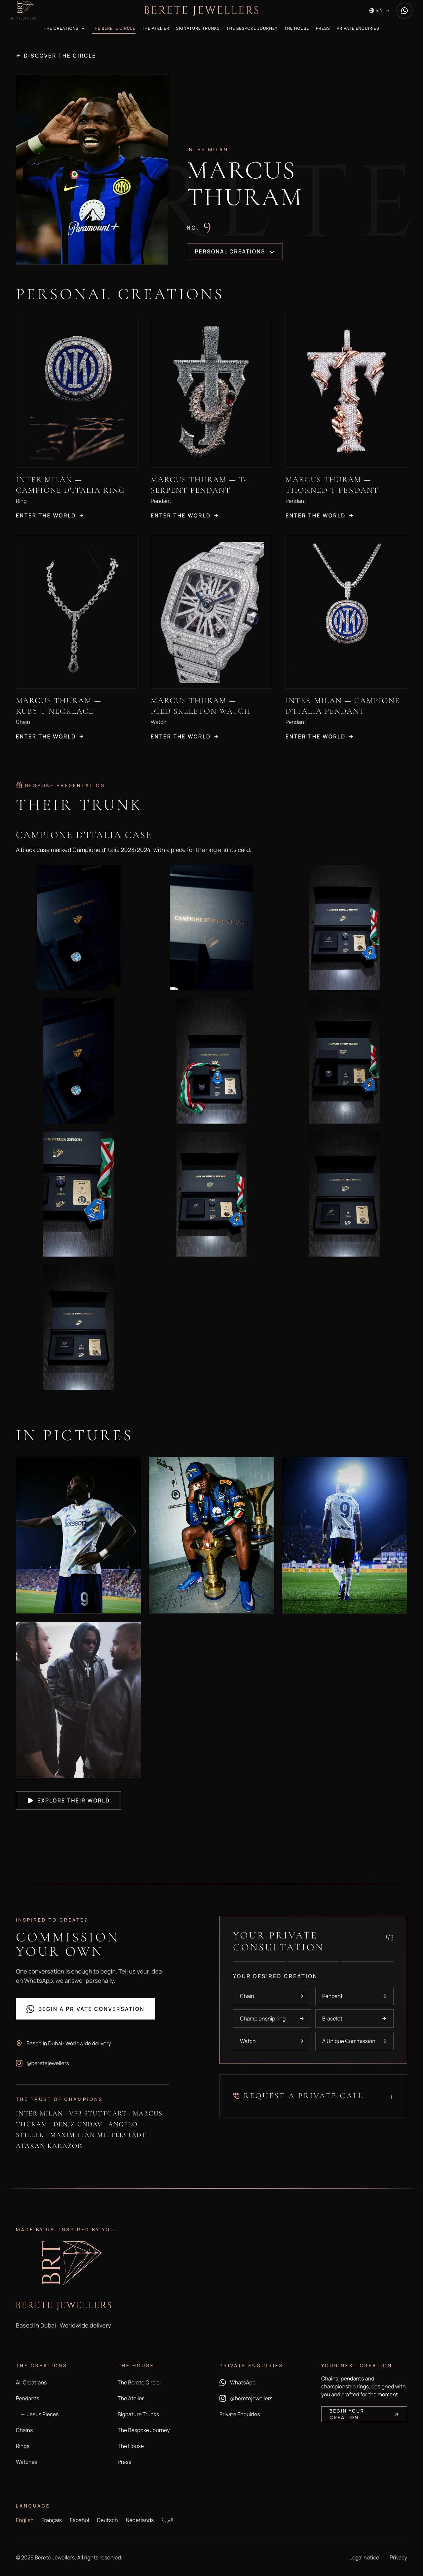 BRT
BERETE JEWELLERS
EN
THE CREATIONS
THE BERETE CIRCLE
THE ATELIER
SIGNATURE TRUNKS
THE BESPOKE JOURNEY
THE HOUSE
PRESS
PRIVATE ENQUIRIES
← DISCOVER THE CIRCLE
Paramount+
INTER MILAN
MARCUS
THURAM
NO. 9
PERSONAL CREATIONS →
PERSONAL CREATIONS
INTER MILAN —
CAMPIONE D'ITALIA RING
Ring
ENTER THE WORLD →
MARCUS THURAM — T-
SERPENT PENDANT
Pendant
ENTER THE WORLD →
MARCUS THURAM —
THORNED T PENDANT
Pendant
ENTER THE WORLD →
MARCUS THURAM —
RUBY T NECKLACE
Chain
ENTER THE WORLD →
MARCUS THURAM —
ICED SKELETON WATCH
Watch
ENTER THE WORLD →
INTER MILAN — CAMPIONE
D'ITALIA PENDANT
Pendant
ENTER THE WORLD →
BESPOKE PRESENTATION
THEIR TRUNK
CAMPIONE D'ITALIA CASE
A black case marked Campione d'Italia 2023/2024, with a place for the ring and its card.
IN PICTURES
9
9
EXPLORE THEIR WORLD
INSPIRED TO CREATE?
COMMISSION
YOUR OWN
One conversation is enough to begin. Tell us your idea
on WhatsApp, we answer personally.
BEGIN A PRIVATE CONVERSATION
Based in Dubai · Worldwide delivery
@beretejewellers
THE TRUST OF CHAMPIONS
INTER MILAN · VFB STUTTGART · MARCUS
THURAM · DENIZ UNDAV · ANGELO
STILLER · MAXIMILIAN MITTELSTÄDT ·
ATAKAN KARAZOR
YOUR PRIVATE
CONSULTATION
1/3
YOUR DESIRED CREATION
Chain →
Pendant →
Championship ring →
Bracelet →
Watch →
A Unique Commission →
REQUEST A PRIVATE CALL +
MADE BY US. INSPIRED BY YOU.
BRT
BERETE JEWELLERS
Based in Dubai · Worldwide delivery
THE CREATIONS
All Creations
Pendants
— Jesus Pieces
Chains
Rings
Watches
THE HOUSE
The Berete Circle
The Atelier
Signature Trunks
The Bespoke Journey
The House
Press
PRIVATE ENQUIRIES
WhatsApp
@beretejewellers
Private Enquiries
YOUR NEXT CREATION
Chains, pendants and
championship rings, designed with
you and crafted for the moment.
BEGIN YOUR
CREATION
LANGUAGE
English
Français
Español
Deutsch
Nederlands
العربية
© 2026 Berete Jewellers. All rights reserved.
Legal notice
Privacy